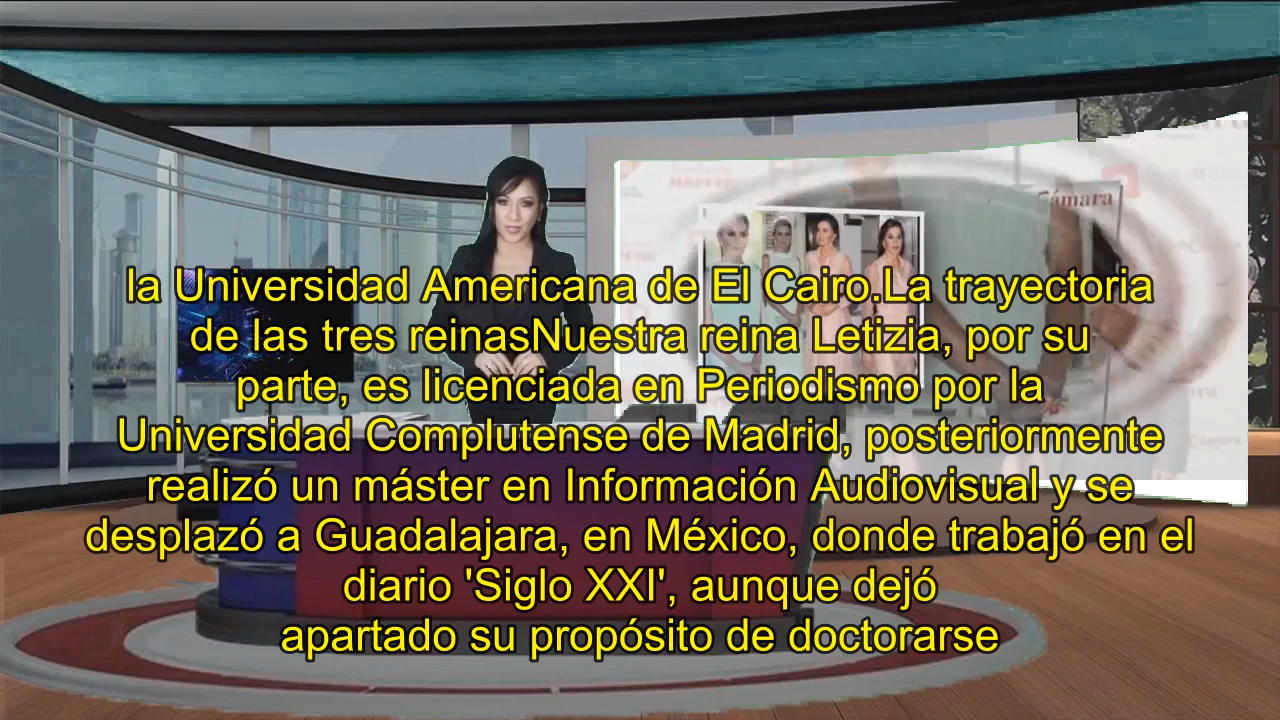 Cámara
la Universidad Americana de El Cairo.La trayectoria
de las tres reinasNuestra reina Letizia, por su
parte, es licenciada en Periodismo por la
Universidad Complutense de Madrid, posteriormente
realizó un máster en Información Audiovisual y se
desplazó a Guadalajara, en México, donde trabajó en el
diario 'Siglo XXI', aunque dejó
apartado su propósito de doctorarse